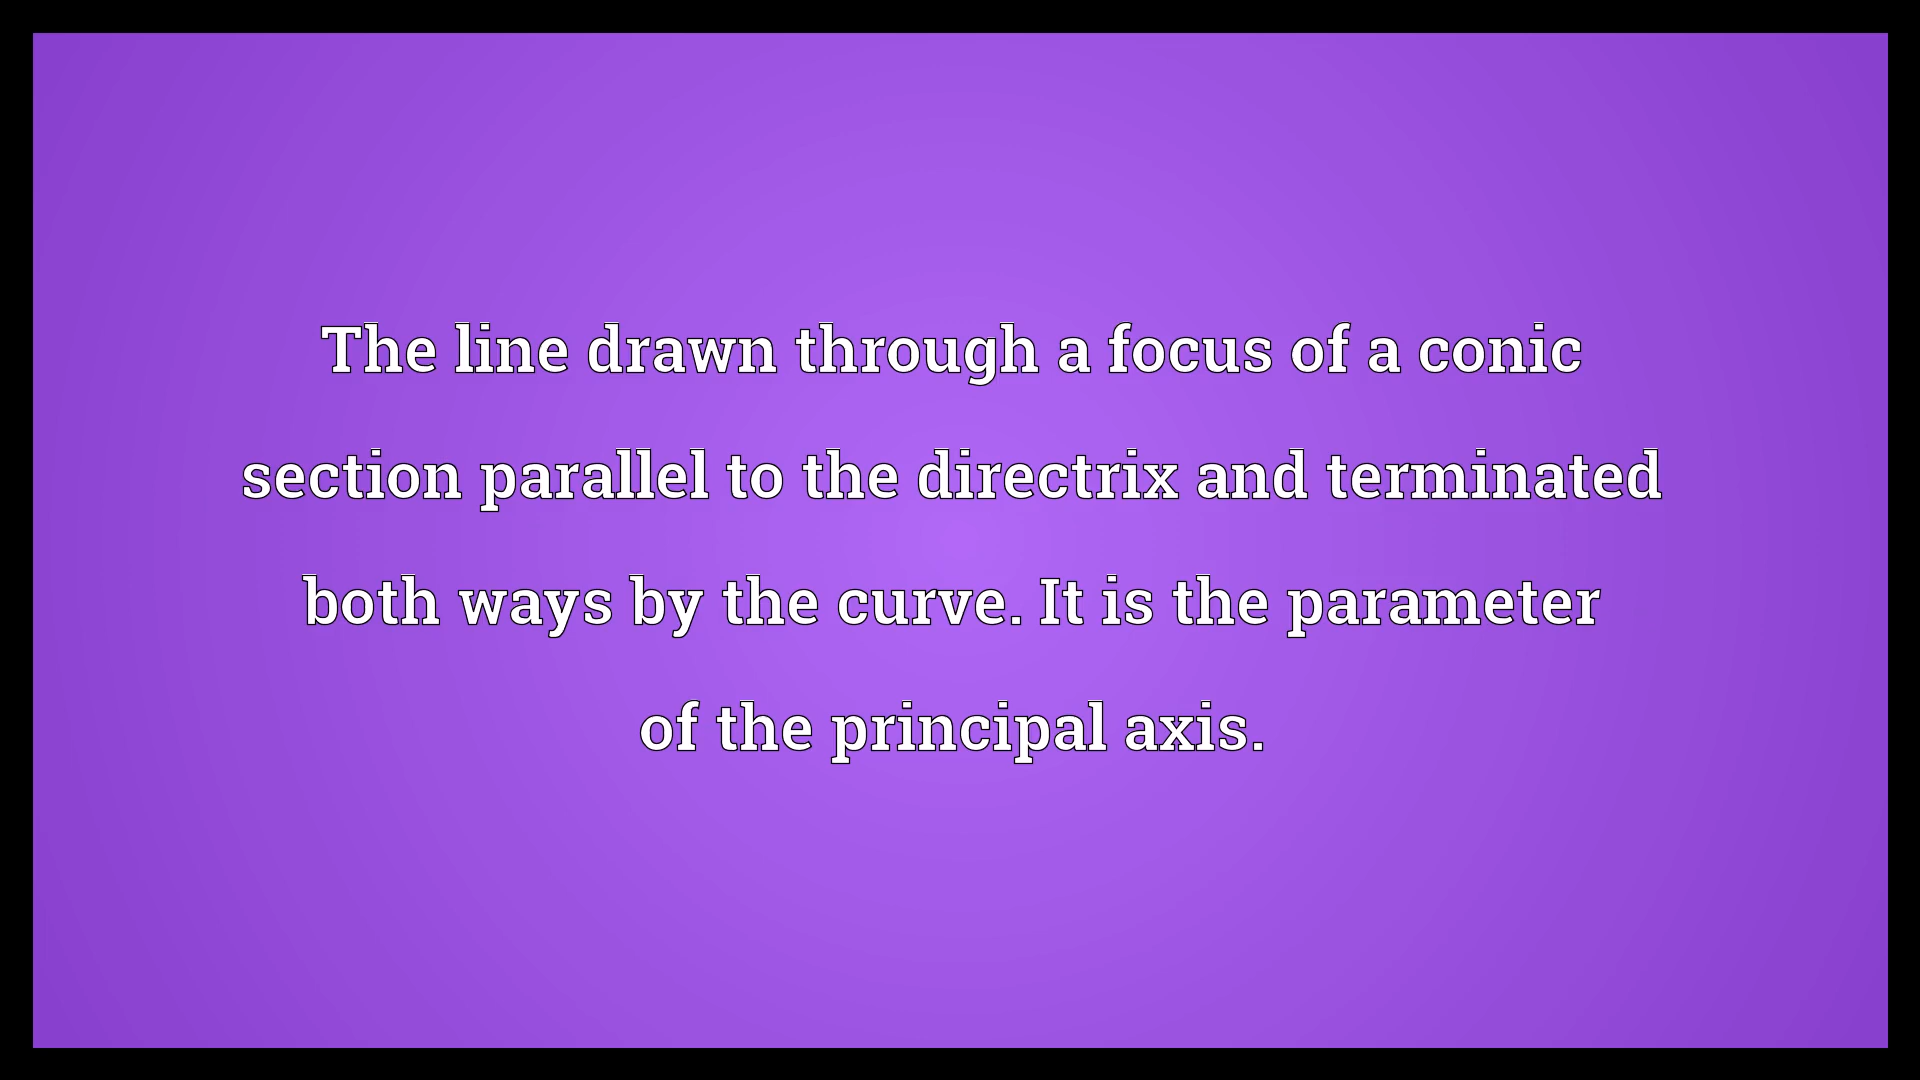 The line drawn through a focus of a conic
section parallel to the directrix and terminated
both ways by the curve. It is the parameter
of the principal axis.